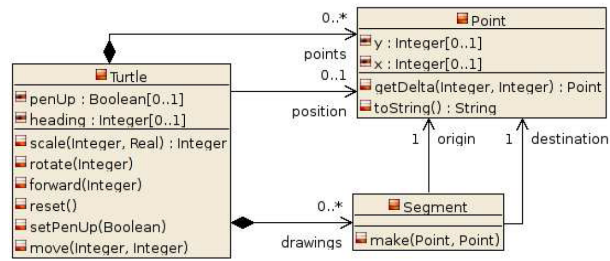 Turtle
penUp : Boolean[0..1]
heading : Integer[0..1]
scale(Integer, Real) : Integer
rotate(Integer)
forward(Integer)
reset()
setPenUp(Boolean)
move(Integer, Integer)
0..*
points
0..1
position
Point
y : Integer[0..1]
x : Integer[0..1]
getDelta(Integer, Integer) : Point
toString() : String
1 origin
1 destination
0..*
drawings
Segment
make(Point, Point)